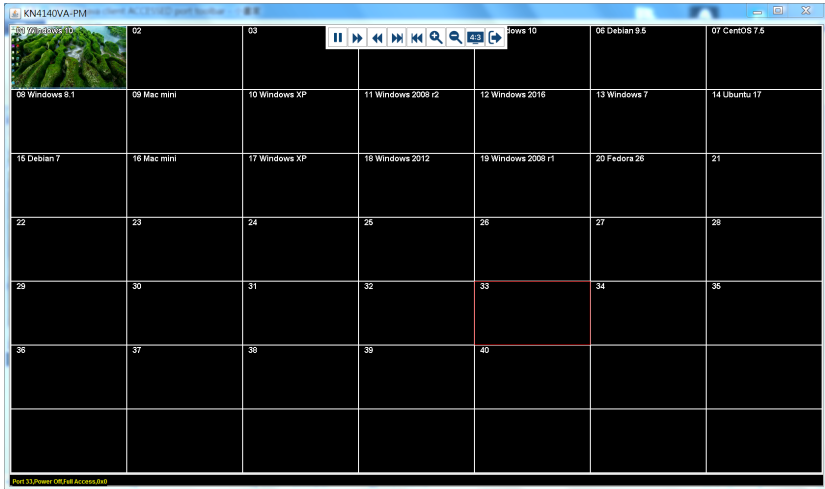 KN4140VA-PM
01 Windows 10
02
03
dows 10
06 Debian 9.5
07 CentOS 7.5
4:3
08 Windows 8.1
09 Mac mini
10 Windows XP
11 Windows 2008 r2
12 Windows 2016
13 Windows 7
14 Ubuntu 17
15 Debian 7
16 Mac mini
17 Windows XP
18 Windows 2012
19 Windows 2008 r1
20 Fedora 26
21
22
23
24
25
26
27
28
29
30
31
32
33
34
35
36
37
38
39
40
Port 33,Power Off,Full Access,0x0